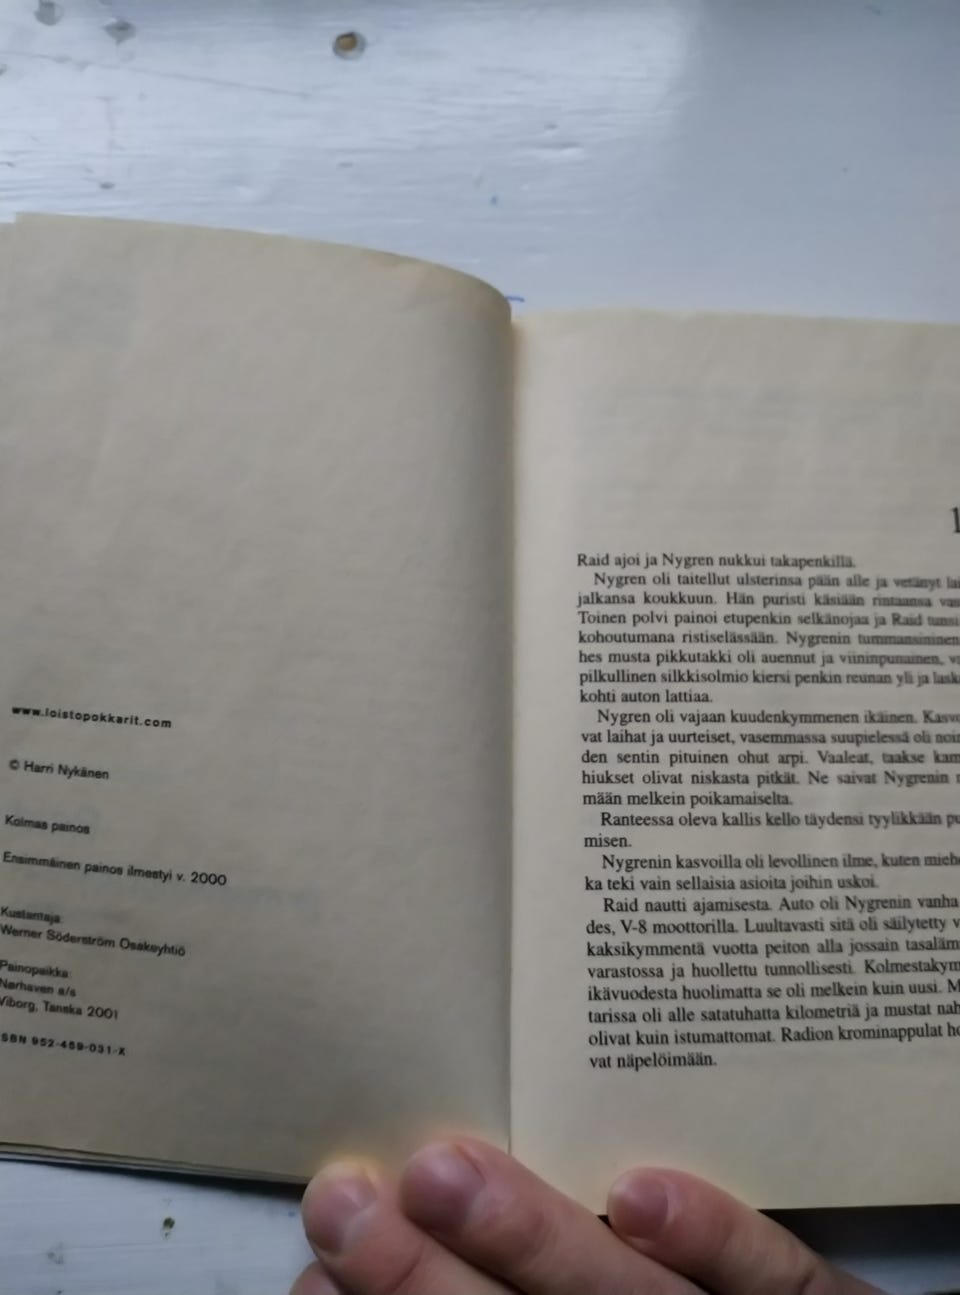 www.loistopokkarit.com
© Harri Nykänen
Kolmas painos
Ensimmäinen painos ilmestyi v. 2000
Kustantaja
Werner Söderström Osakeyhtiö
Painopaikka:
Nørhaven a/s
Viborg, Tanska 2001
SBN 952-459-031-X
1
Raid ajoi ja Nygren nukkui takapenkillä.
Nygren oli taitellut ulsterinsa pään alle ja vetänyt
jalkansa koukkuun. Hän puristi käsiään rintaansa
Toinen polvi painoi etupenkin selkänojaa ja Raid
kohoutumana ristiselässään. Nygrenin tummansininen
hes musta pikkutakki oli auennut ja viininpunainen,
pilkullinen silkkisolmio kiersi penkin reunan yli ja
kohti auton lattiaa.
Nygren oli vajaan kuudenkymmenen ikäinen.
vat laihat ja uurteiset, vasemmassa suupielessä oli
den sentin pituinen ohut arpi. Vaaleat, taakse
hiukset olivat niskasta pitkät. Ne saivat Nygrenin
mään melkein poikamaiselta.
Ranteessa oleva kallis kello täydensi tyylikkään
misen.
Nygrenin kasvoilla oli levollinen ilme, kuten
ka teki vain sellaisia asioita joihin uskoi.
Raid nautti ajamisesta. Auto oli Nygrenin vanha
des, V-8 moottorilla. Luultavasti sitä oli säilytetty
kaksikymmentä vuotta peiton alla jossain
varastossa ja huollettu tunnollisesti.
ikävuodesta huolimatta se oli melkein kuin uusi.
tarissa oli alle satatuhatta kilometriä ja mustat
olivat kuin istumattomat. Radion krominappulat
vat näpelöimään.